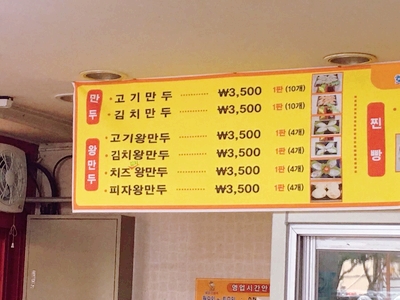 만두
고기만두 ₩3,500 1판 (10개)
김치만두 ₩3,500 1판 (10개)
왕만두
고기왕만두 ₩3,500 1판 (4개)
김치왕만두 ₩3,500 1판 (4개)
치즈왕만두 ₩3,500 1판 (4개)
피자왕만두 ₩3,500 1판 (4개)
찐빵
영업시간안